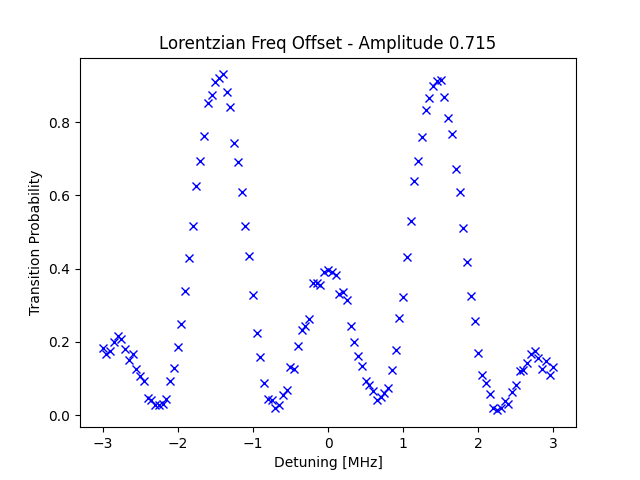 Lorentzian Freq Offset - Amplitude 0.715
Transition Probability
0.8
0.6
0.4
0.2
0.0
−3 −2 −1 0 1 2 3
Detuning [MHz]